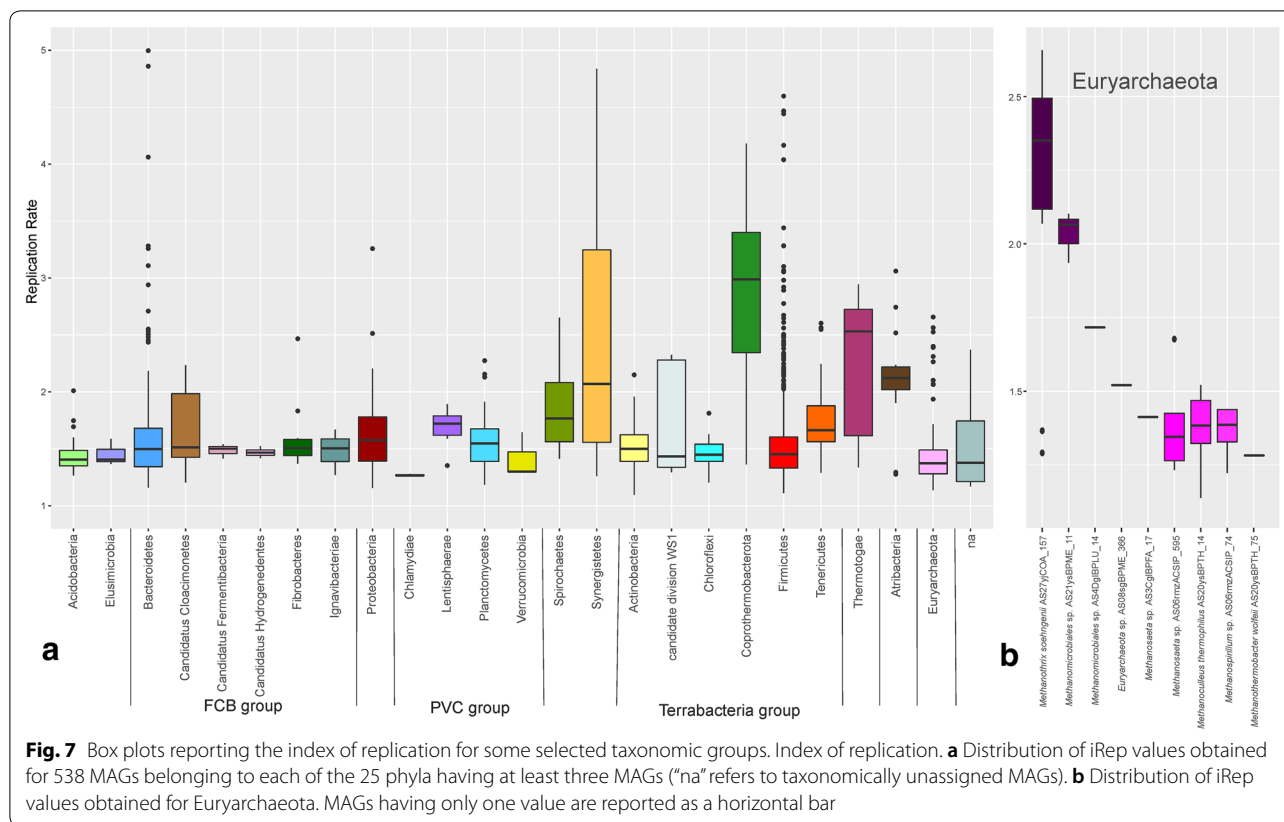 5
4
3
2
1
Replication Rate
Acidobacteria
Elusimicrobia
Bacteroidetes
Candidatus Cloacimonetes
Candidatus Fermentibacteria
Candidatus Hydrogenedentes
Fibrobacteres
Ignavibacteriae
Proteobacteria
Chlamydiae
Lentisphaerae
Planctomycetes
Verrucomicrobia
Spirochaetes
Synergistetes
Actinobacteria
candidate division WS1
Chloroflexi
Coprothermobacterota
Firmicutes
Tenericutes
Thermotogae
Atribacteria
Euryarchaeota
na
a
FCB group
PVC group
Terrabacteria group
Euryarchaeota
2.5
2.0
1.5
Methanothrix soehngenii AS27yjCOA_157
Methanomicrobiales sp. AS21ysBPME_11
Methanomicrobiales sp. AS4DglBPLU_14
Euryarchaeota sp. AS08sgBPME_366
Methanosaeta sp. AS3CglBPFA_17
Methanosaeta sp. AS06rmzACSIP_595
Methanoculleus thermophilus AS20ysBPTH_14
Methanospirillum sp. AS06rmzACSIP_74
Methanothermobacter wolfeii AS20ysBPTH_75
b
Fig. 7 Box plots reporting the index of replication for some selected taxonomic groups. Index of replication. a Distribution of iRep values obtained
for 538 MAGs belonging to each of the 25 phyla having at least three MAGs (“na” refers to taxonomically unassigned MAGs). b Distribution of iRep
values obtained for Euryarchaeota. MAGs having only one value are reported as a horizontal bar